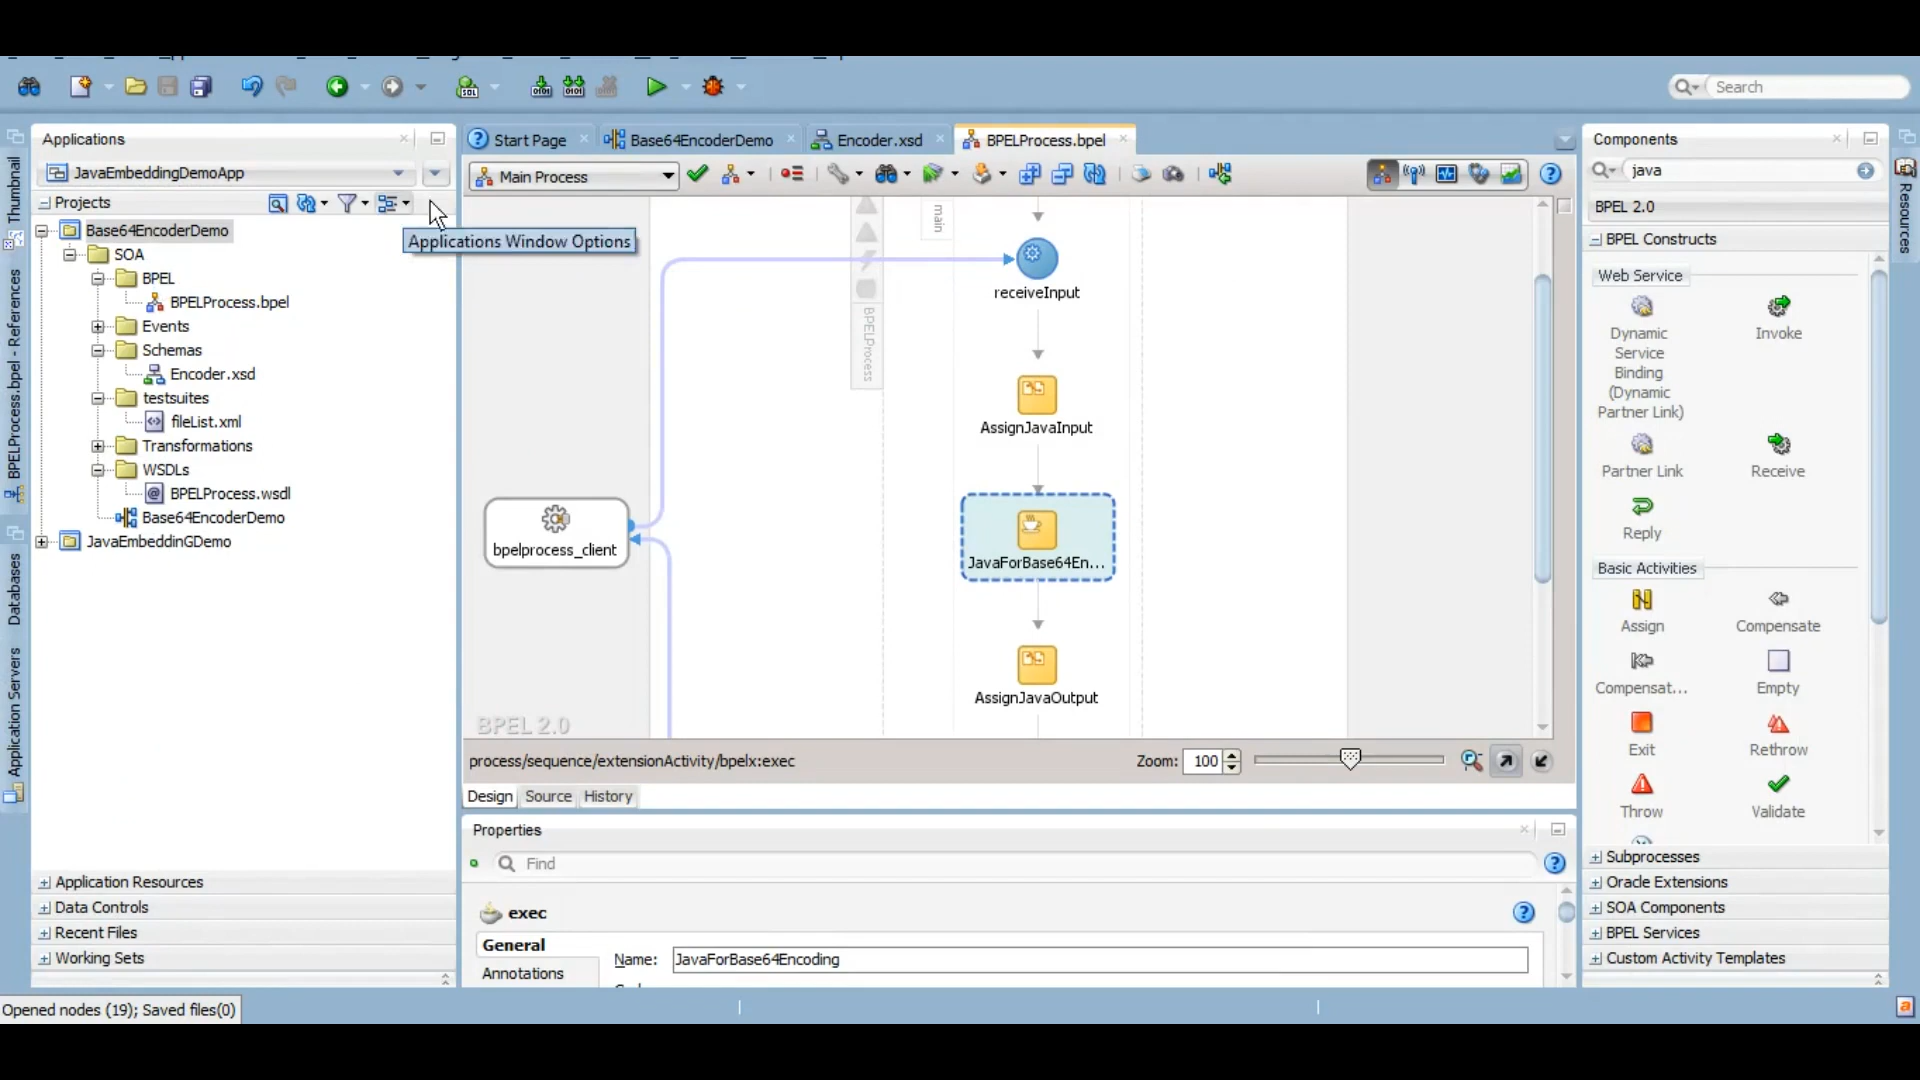 Search
Applications
JavaEmbeddingDemoApp
Projects
Applications Window Options
Base64EncoderDemo
SOA
BPEL
BPELProcess.bpel
Events
Schemas
Encoder.xsd
testsuites
fileList.xml
Transformations
WSDLs
BPELProcess.wsdl
Base64EncoderDemo
JavaEmbeddinGDemo
Application Resources
Data Controls
Recent Files
Working Sets
Opened nodes (19); Saved files(0)
Thumbnail
BPELProcess.bpel - References
Databases
Application Servers
Start Page
Base64EncoderDemo
Encoder.xsd
BPELProcess.bpel
Main Process
main
BPELProcess
receiveInput
AssignJavaInput
JavaForBase64En...
AssignJavaOutput
bpelprocess_client
BPEL 2.0
process/sequence/extensionActivity/bpelx:exec
Zoom: 100
Design Source History
Properties
Find
exec
General
Annotations
Name: JavaForBase64Encoding
Components
java
BPEL 2.0
BPEL Constructs
Web Service
Dynamic
Service
Binding
(Dynamic
Partner Link)
Invoke
Partner Link
Receive
Reply
Basic Activities
Assign
Compensate
Compensat...
Empty
Exit
Rethrow
Throw
Validate
Subprocesses
Oracle Extensions
SOA Components
BPEL Services
Custom Activity Templates
Resources